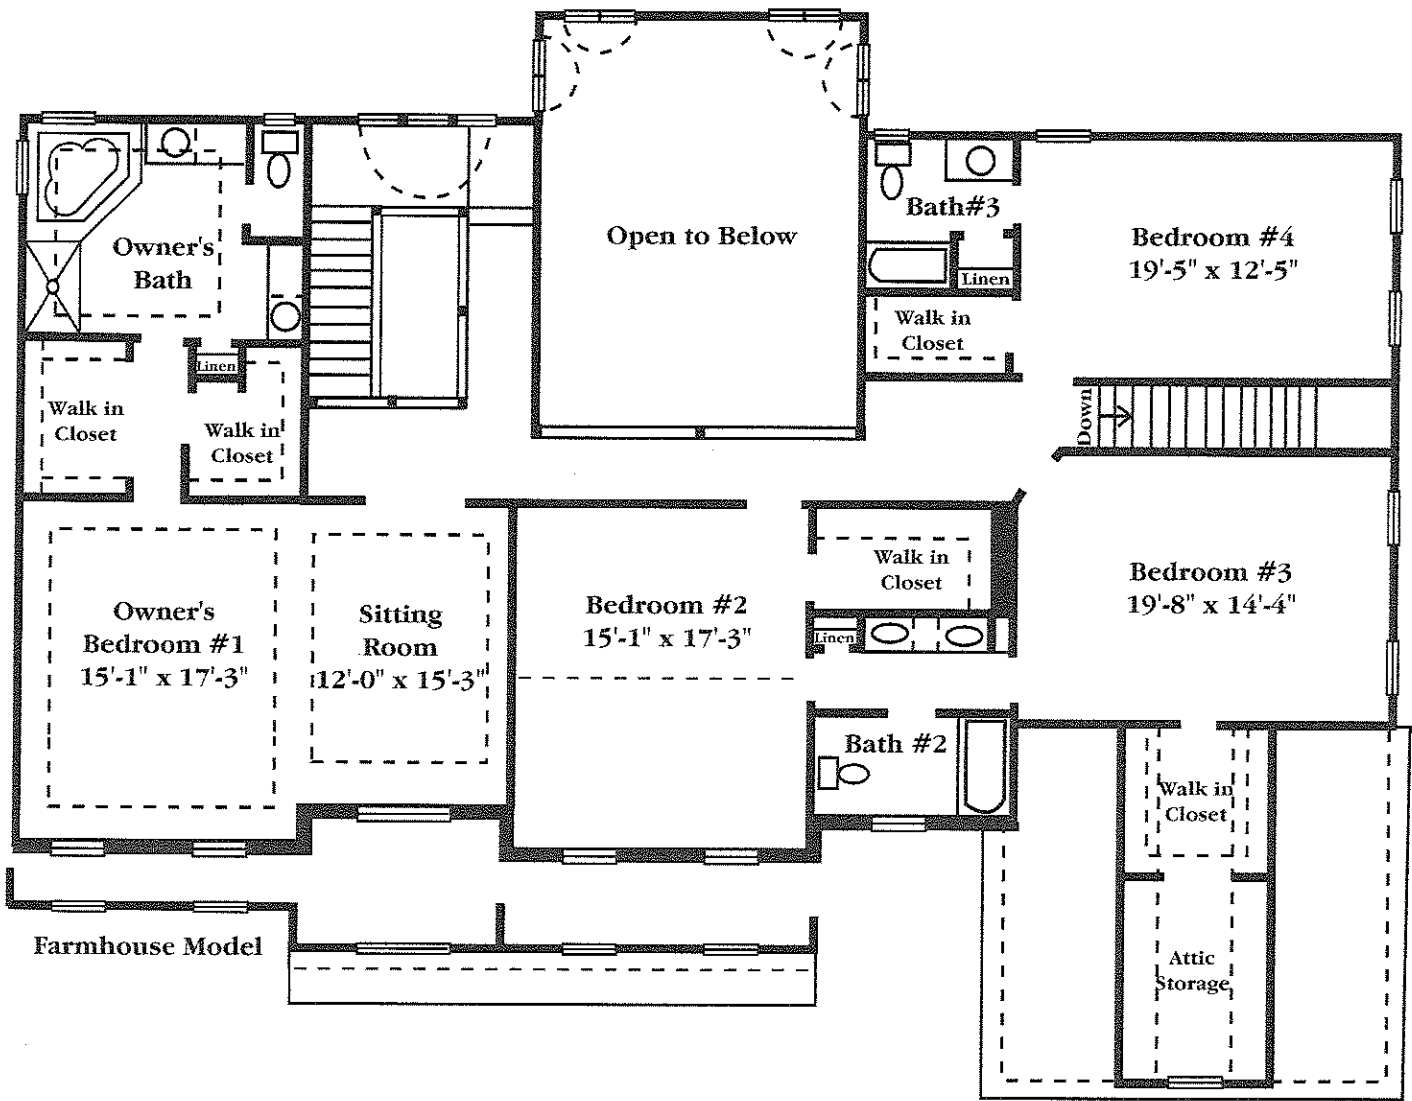 Owner's
Bath
Open to Below
Bath#3
Linen
Bedroom #4
19'-5" x 12'-5"
Walk in
Closet
Linen
Walk in
Closet
Walk in
Closet
Down
Owner's
Bedroom #1
15'-1" x 17'-3"
Sitting
Room
12'-0" x 15'-3"
Bedroom #2
15'-1" x 17'-3"
Walk in
Closet
Linen
Bedroom #3
19'-8" x 14'-4"
Bath #2
Walk in
Closet
Farmhouse Model
Attic
Storage